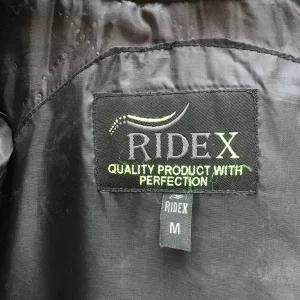 RIDEX
QUALITY PRODUCT WITH
PERFECTION
RIDEX
M